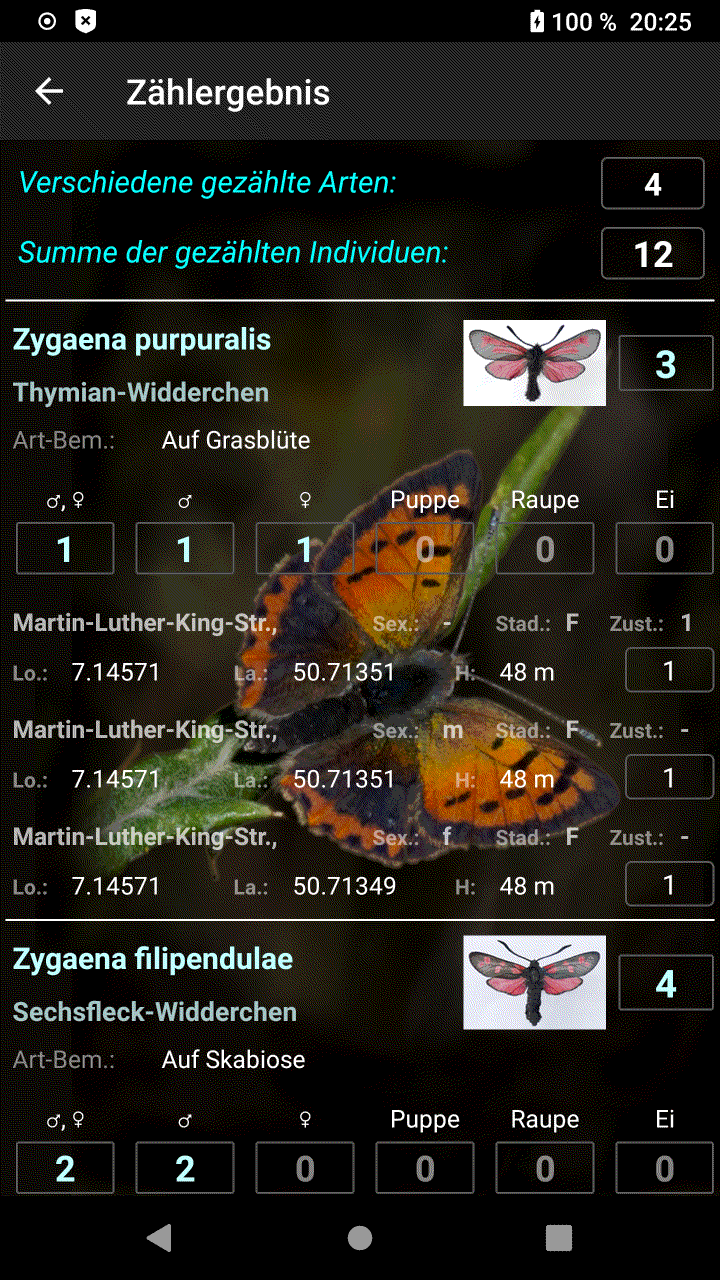 100 % 20:25
Zählergebnis
Verschiedene gezählte Arten: 4
Summe der gezählten Individuen: 12
Zygaena purpuralis 3
Thymian-Widderchen
Art-Bem.: Auf Grasblüte
♂, ♀ ♂ ♀ Puppe Raupe Ei
1 1 1 0 0 0
Martin-Luther-King-Str., Sex.: - Stad.: F Zust.: 1
Lo.: 7.14571 La.: 50.71351 H: 48 m 1
Martin-Luther-King-Str., Sex.: m Stad.: F Zust.: -
Lo.: 7.14571 La.: 50.71351 H: 48 m 1
Martin-Luther-King-Str., Sex.: f Stad.: F Zust.: -
Lo.: 7.14571 La.: 50.71349 H: 48 m 1
Zygaena filipendulae 4
Sechsfleck-Widderchen
Art-Bem.: Auf Skabiose
♂, ♀ ♂ ♀ Puppe Raupe Ei
2 2 0 0 0 0